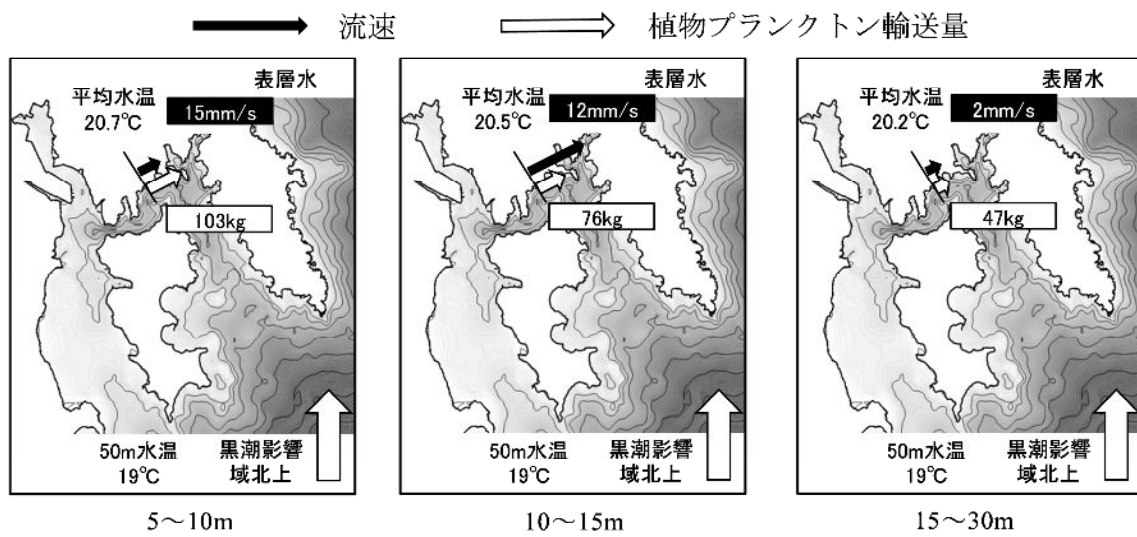 流速
植物プランクトン輸送量
表層水
平均水温
20.7℃
15mm/s
103kg
50m水温
19℃
黒潮影響
域北上
5～10m
表層水
平均水温
20.5℃
12mm/s
76kg
50m水温
19℃
黒潮影響
域北上
10～15m
表層水
平均水温
20.2℃
2mm/s
47kg
50m水温
19℃
黒潮影響
域北上
15～30m